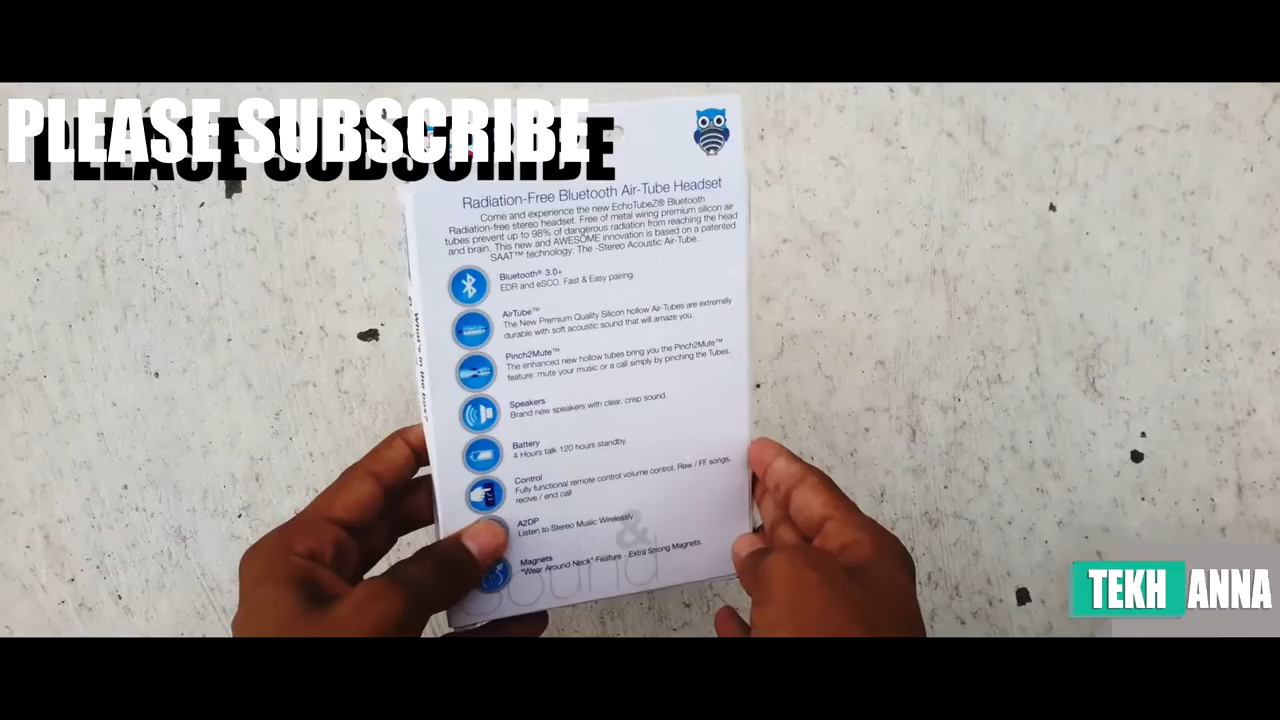 PLEASE SUBSCRIBE
Radiation-Free Bluetooth Air-Tube Headset
Come and experience the new EchoTubeZ® Bluetooth
Radiation-free stereo headset. Free of metal wiring premium silicon air
tubes prevent up to 98% of dangerous radiation from reaching the head
and brain. This new and AWESOME innovation is based on a patented
SAAT™ technology: The -Stereo Acoustic Air-Tube.
Bluetooth® 3.0+
EDR and eSCO. Fast & Easy pairing.
AirTube™
The New Premium Quality Silicon hollow Air-Tubes are extremely
durable with soft acoustic sound that will amaze you.
Pinch2Mute™
The enhanced new hollow tubes bring you the Pinch2Mute™
feature: mute your music or a call simply by pinching the Tubes.
Speakers
Brand new speakers with clear, crisp sound.
Battery
4 Hours talk 120 hours standby
Control
Fully functional remote control volume control, Rew / FF songs,
recive / end call
A2DP
Listen to Stereo Music Wirelessly
Magnets
"Wear Around Neck" Feature - Extra Strong Magnets.
&
Sound
What's in the box?
TEKH ANNA